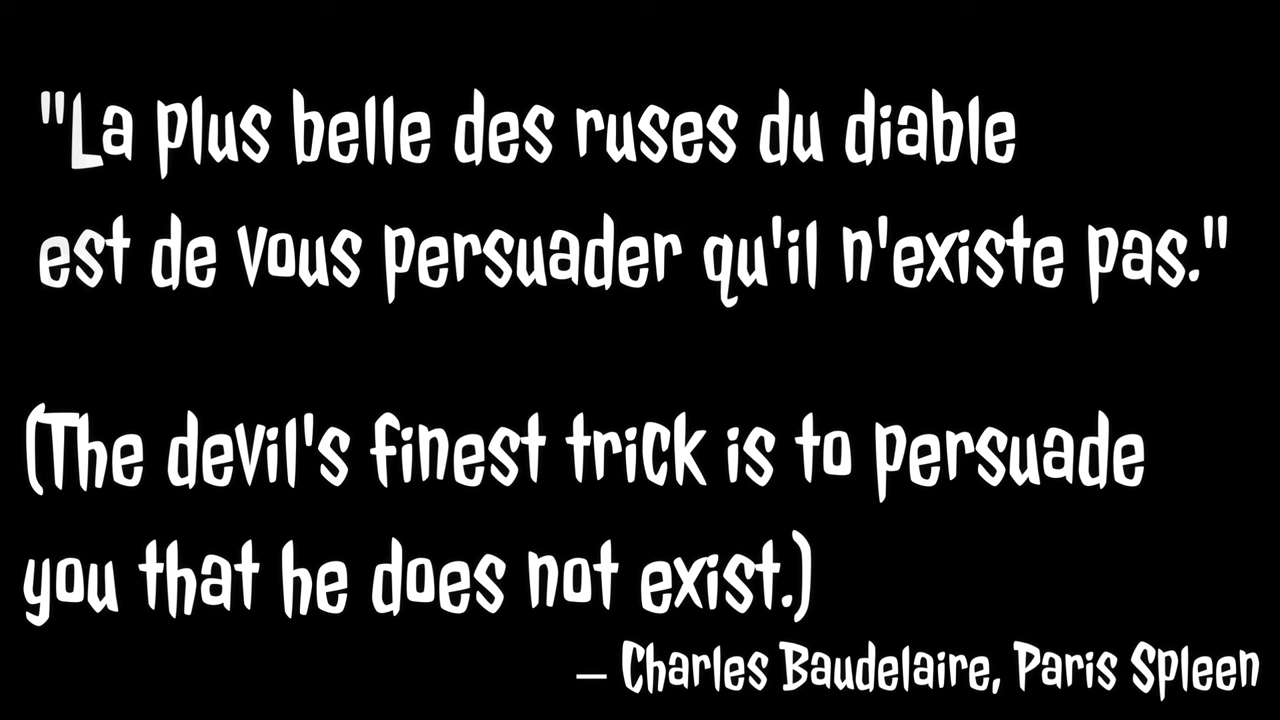 "La plus belle des ruses du diable
est de vous persuader qu'il n'existe pas."
(The devil's finest trick is to persuade
you that he does not exist.)
– Charles Baudelaire, Paris Spleen